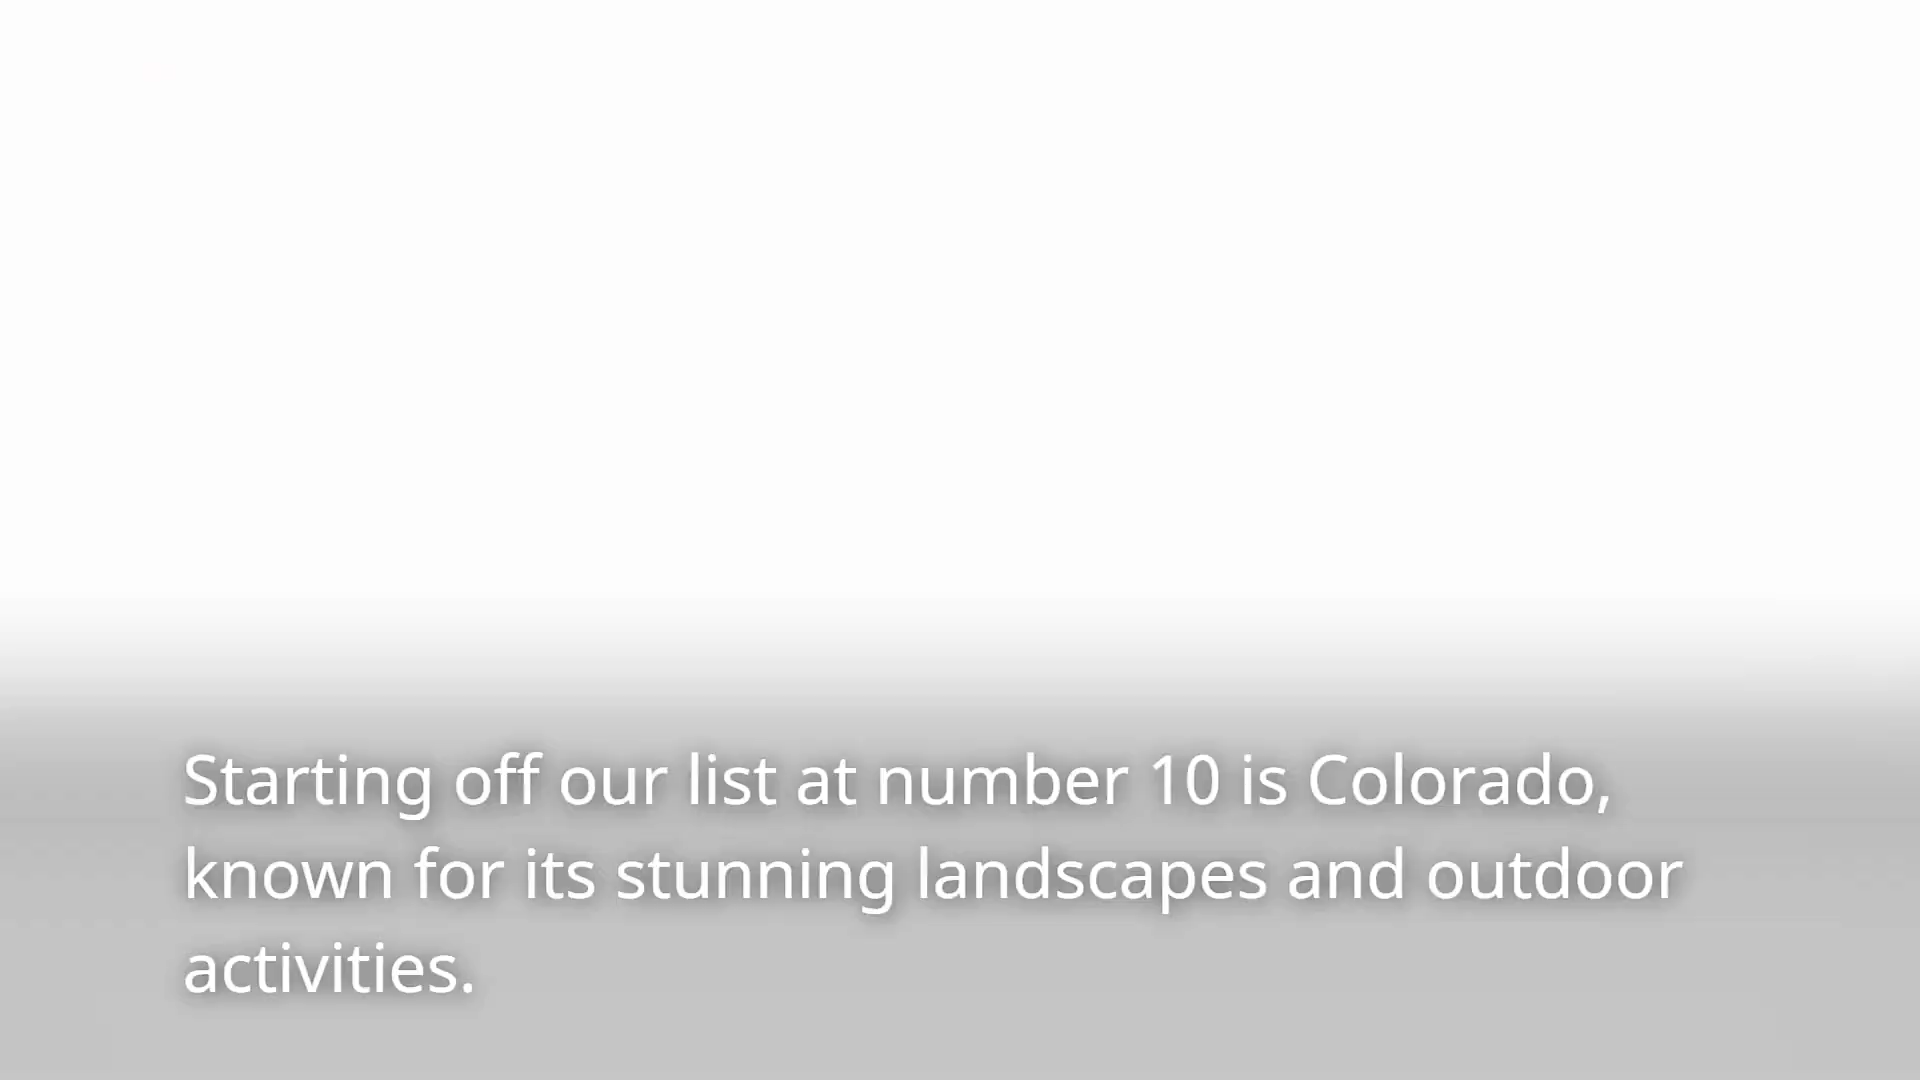 Starting off our list at number 10 is Colorado,
known for its stunning landscapes and outdoor
activities.